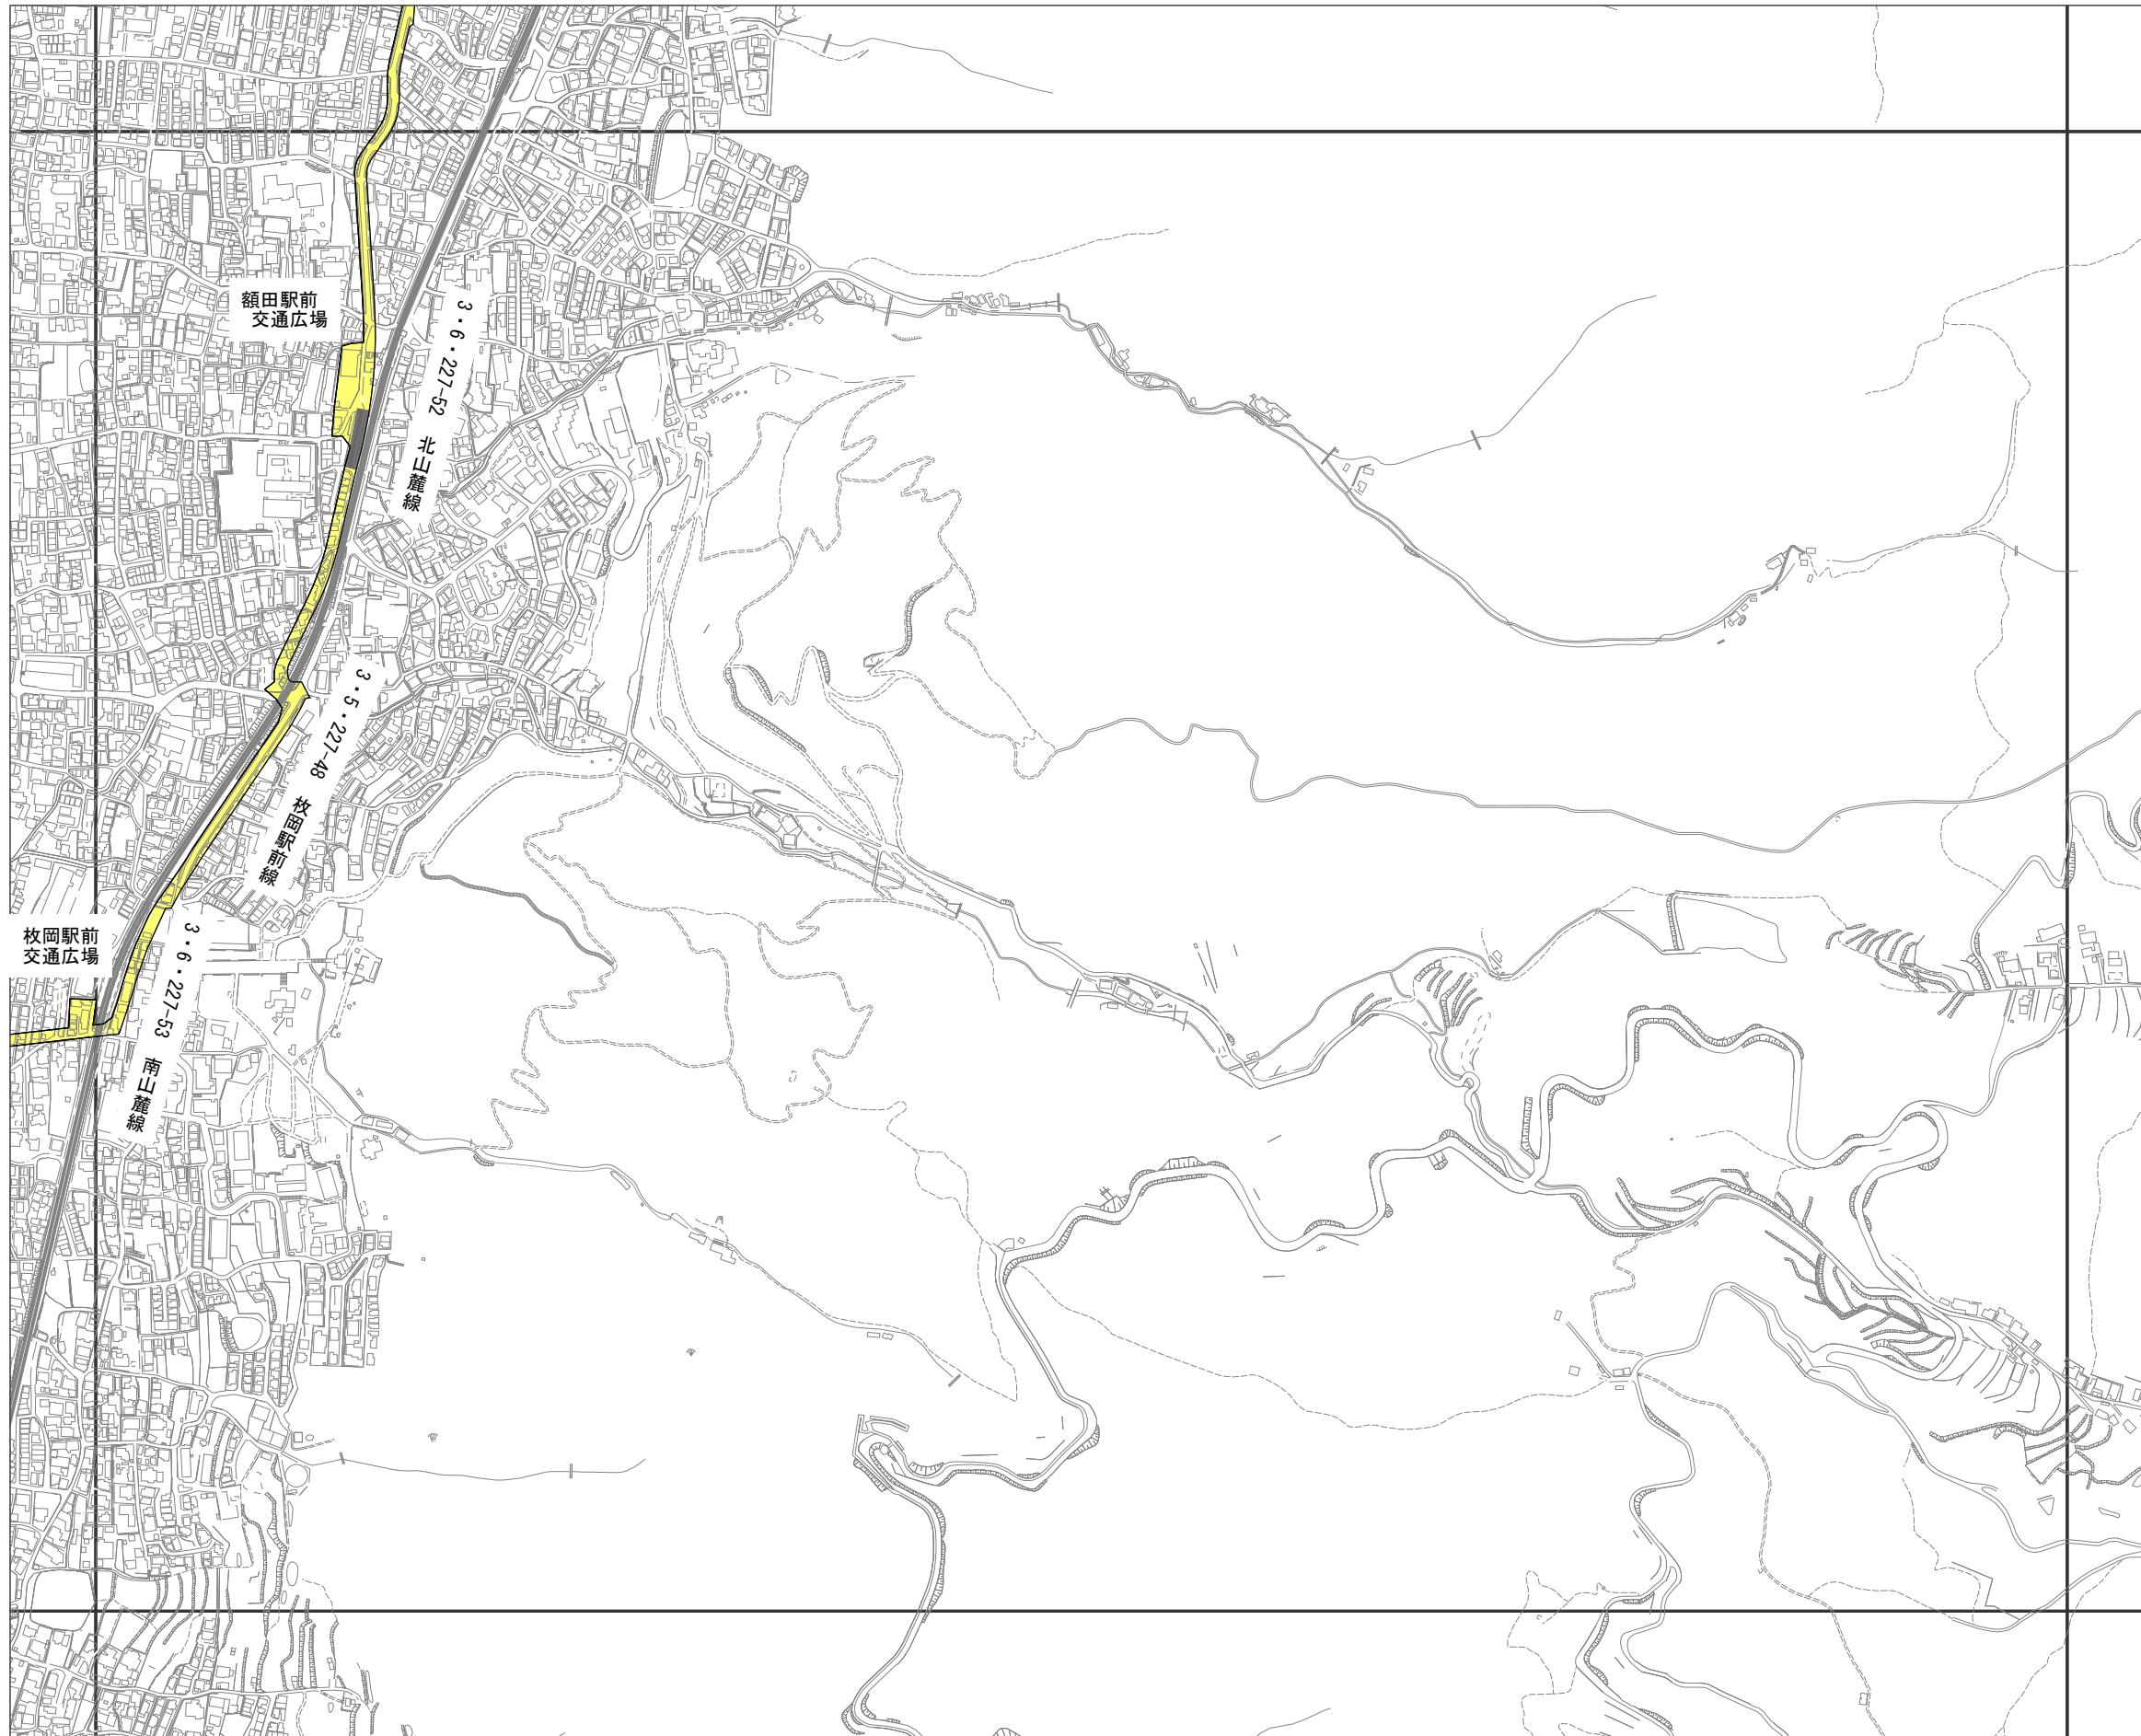 額田駅前
交通広場
3・6・227-52 北山麓線
3・5・227-48 枚岡駅前線
枚岡駅前
交通広場
3・6・227-53 南山麓線